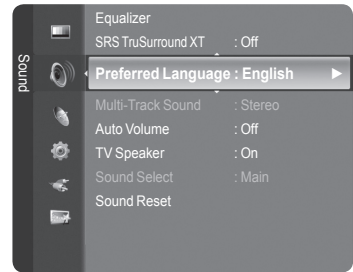 Sound
Equalizer
SRS TruSurround XT : Off
Preferred Language : English
Multi-Track Sound : Stereo
Auto Volume : Off
TV Speaker : On
Sound Select : Main
Sound Reset